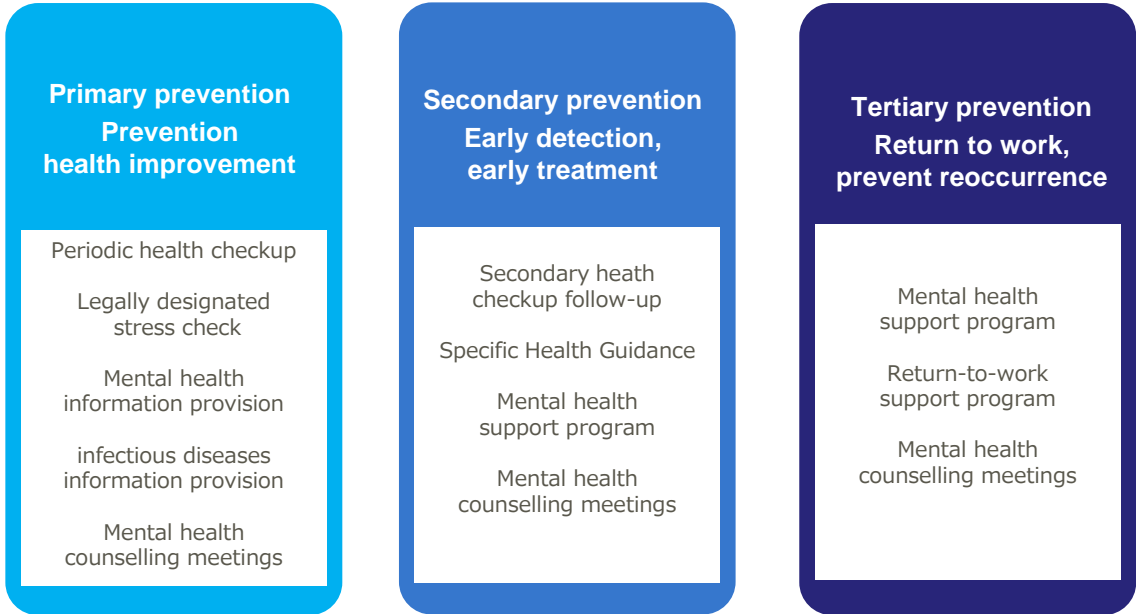 Primary prevention
Prevention
health improvement
Periodic health checkup
Legally designated
stress check
Mental health
information provision
infectious diseases
information provision
Mental health
counselling meetings
Secondary prevention
Early detection,
early treatment
Secondary heath
checkup follow-up
Specific Health Guidance
Mental health
support program
Mental health
counselling meetings
Tertiary prevention
Return to work,
prevent reoccurrence
Mental health
support program
Return-to-work
support program
Mental health
counselling meetings